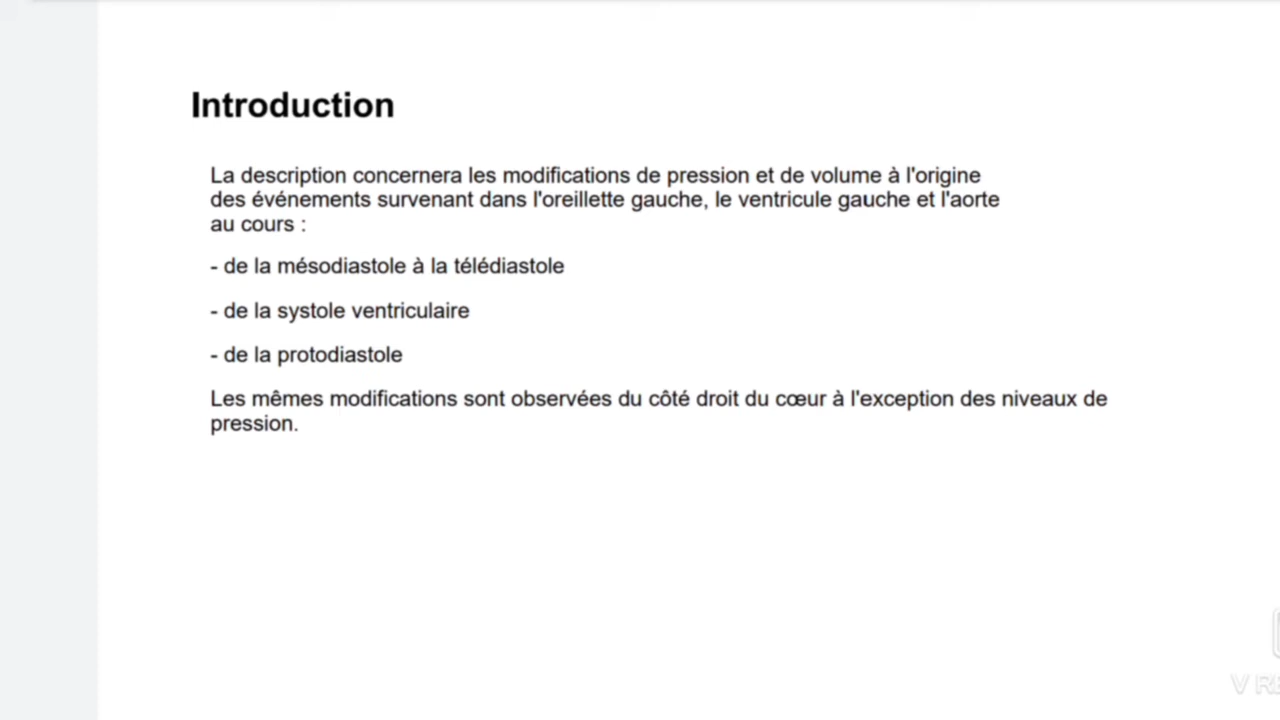 Introduction
La description concernera les modifications de pression et de volume à l'origine
des événements survenant dans l'oreillette gauche, le ventricule gauche et l'aorte
au cours :
- de la mésodiastole à la télédiastole
- de la systole ventriculaire
- de la protodiastole
Les mêmes modifications sont observées du côté droit du cœur à l'exception des niveaux de
pression.